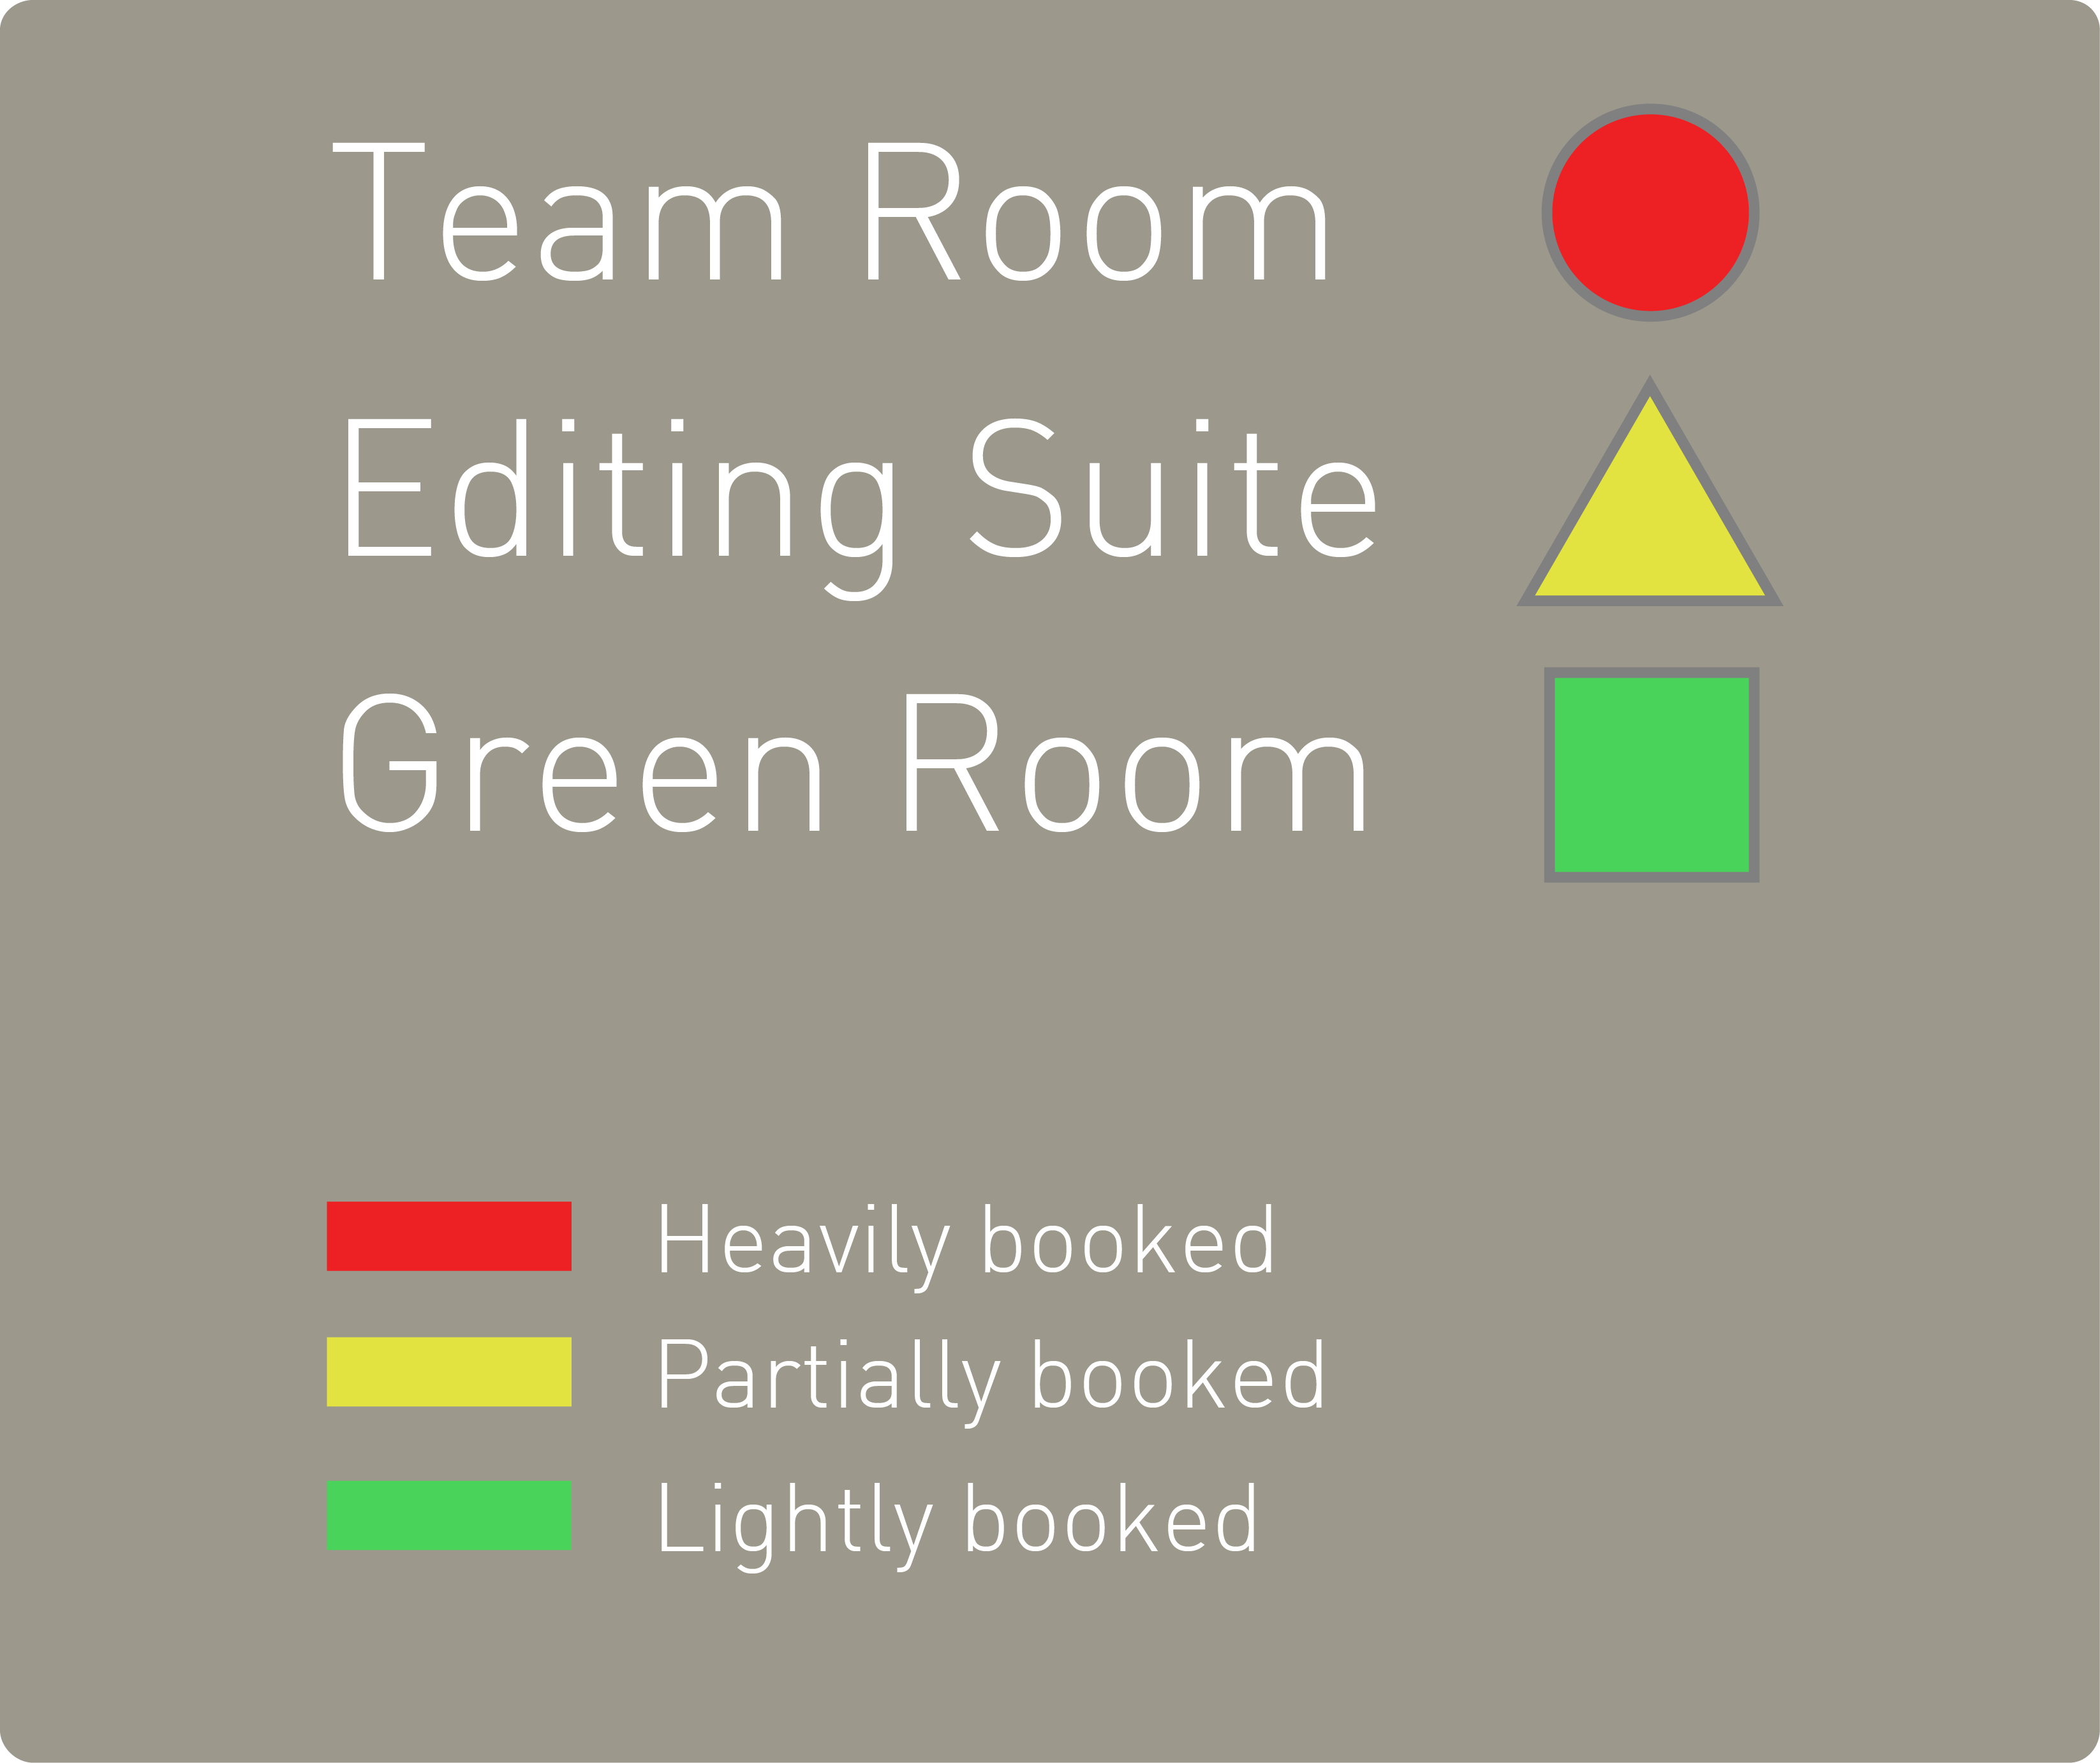 Team Room
Editing Suite
Green Room
Heavily booked
Partially booked
Lightly booked